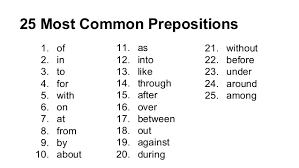 25 Most Common Prepositions
1. of
2. in
3. to
4. for
5. with
6. on
7. at
8. from
9. by
10. about
11. as
12. into
13. like
14. through
15. after
16. over
17. between
18. out
19. against
20. during
21. without
22. before
23. under
24. around
25. among